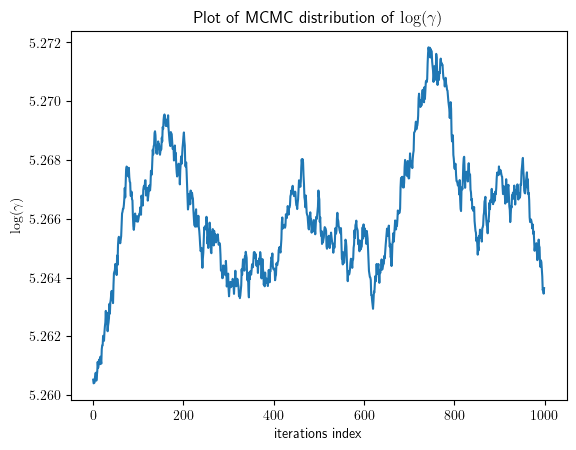 Plot of MCMC distribution of log(γ)
log(γ)
5.272
5.270
5.268
5.266
5.264
5.262
5.260
0 200 400 600 800 1000
iterations index